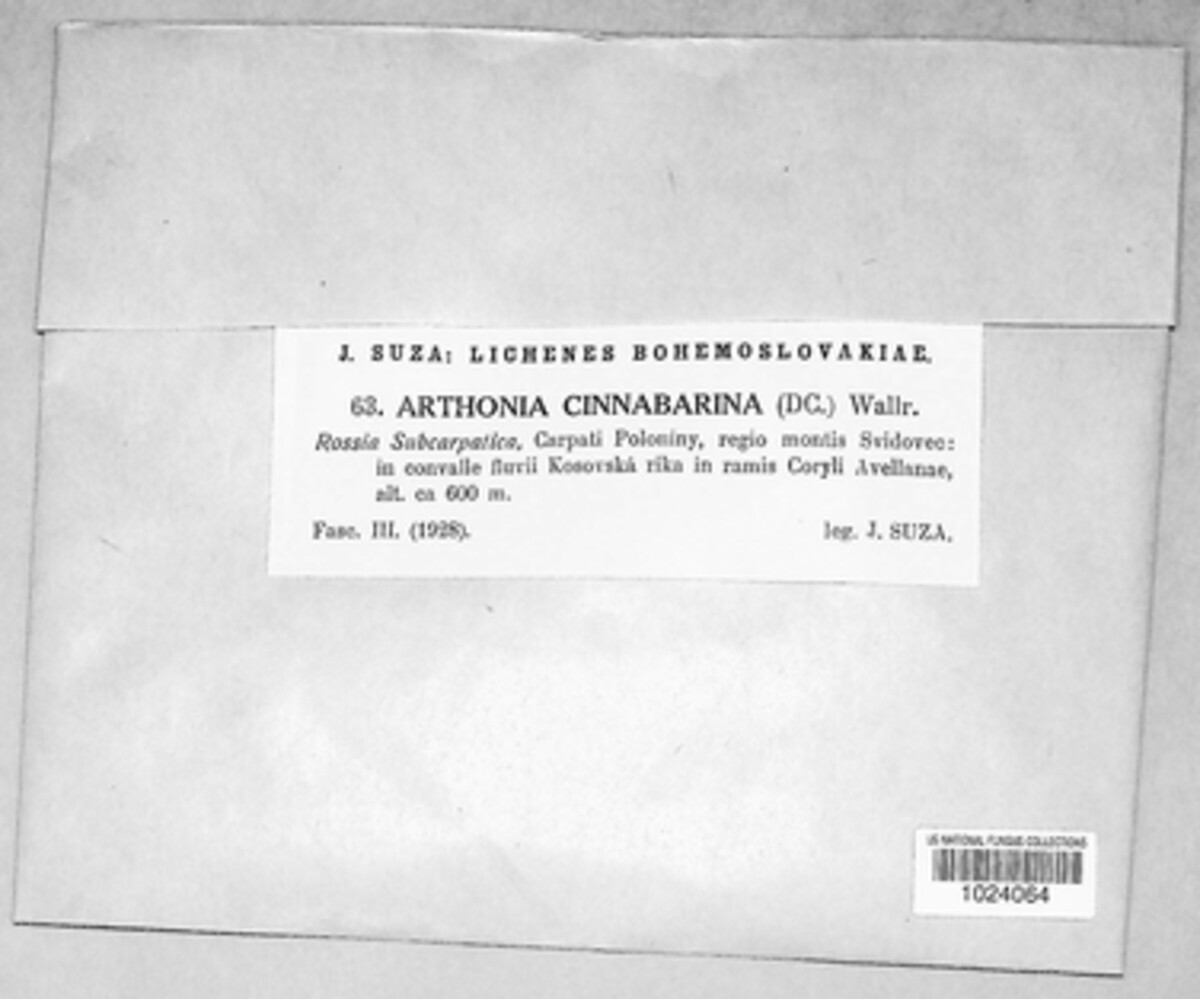 J. SUZA: LICHENES BOHEMOSLOVAKIAE.
63. ARTHONIA CINNABARINA (DC.) Wallr.
Rossia Subcarpatica, Carpati Poloniny, regio montis Svidovec:
in convalle fluvii Kosovská rika in ramis Coryli Avellanae,
alt. ca 600 m.
Fasc. III. (1928). leg. J. SUZA.
US NATIONAL FUNGUS COLLECTIONS
1024064